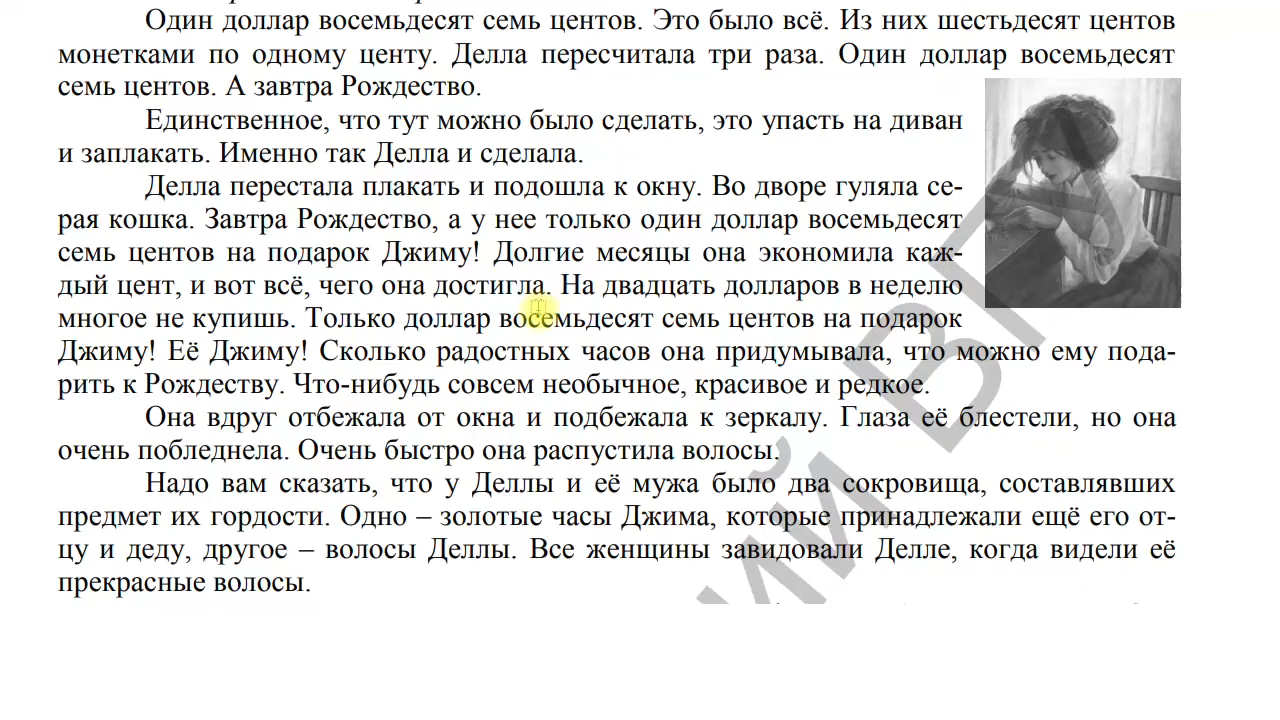 Один доллар восемьдесят семь центов. Это было всё. Из них шестьдесят центов
монетками по одному центу. Делла пересчитала три раза. Один доллар восемьдесят
семь центов. А завтра Рождество.
Единственное, что тут можно было сделать, это упасть на диван
и заплакать. Именно так Делла и сделала.
Делла перестала плакать и подошла к окну. Во дворе гуляла се-
рая кошка. Завтра Рождество, а у нее только один доллар восемьдесят
семь центов на подарок Джиму! Долгие месяцы она экономила каж-
дый цент, и вот всё, чего она достигла. На двадцать долларов в неделю
многое не купишь. Только доллар восемьдесят семь центов на подарок
Джиму! Её Джиму! Сколько радостных часов она придумывала, что можно ему пода-
рить к Рождеству. Что-нибудь совсем необычное, красивое и редкое.
Она вдруг отбежала от окна и подбежала к зеркалу. Глаза её блестели, но она
очень побледнела. Очень быстро она распустила волосы.
Надо вам сказать, что у Деллы и её мужа было два сокровища, составлявших
предмет их гордости. Одно – золотые часы Джима, которые принадлежали ещё его от-
цу и деду, другое – волосы Деллы. Все женщины завидовали Делле, когда видели её
прекрасные волосы.